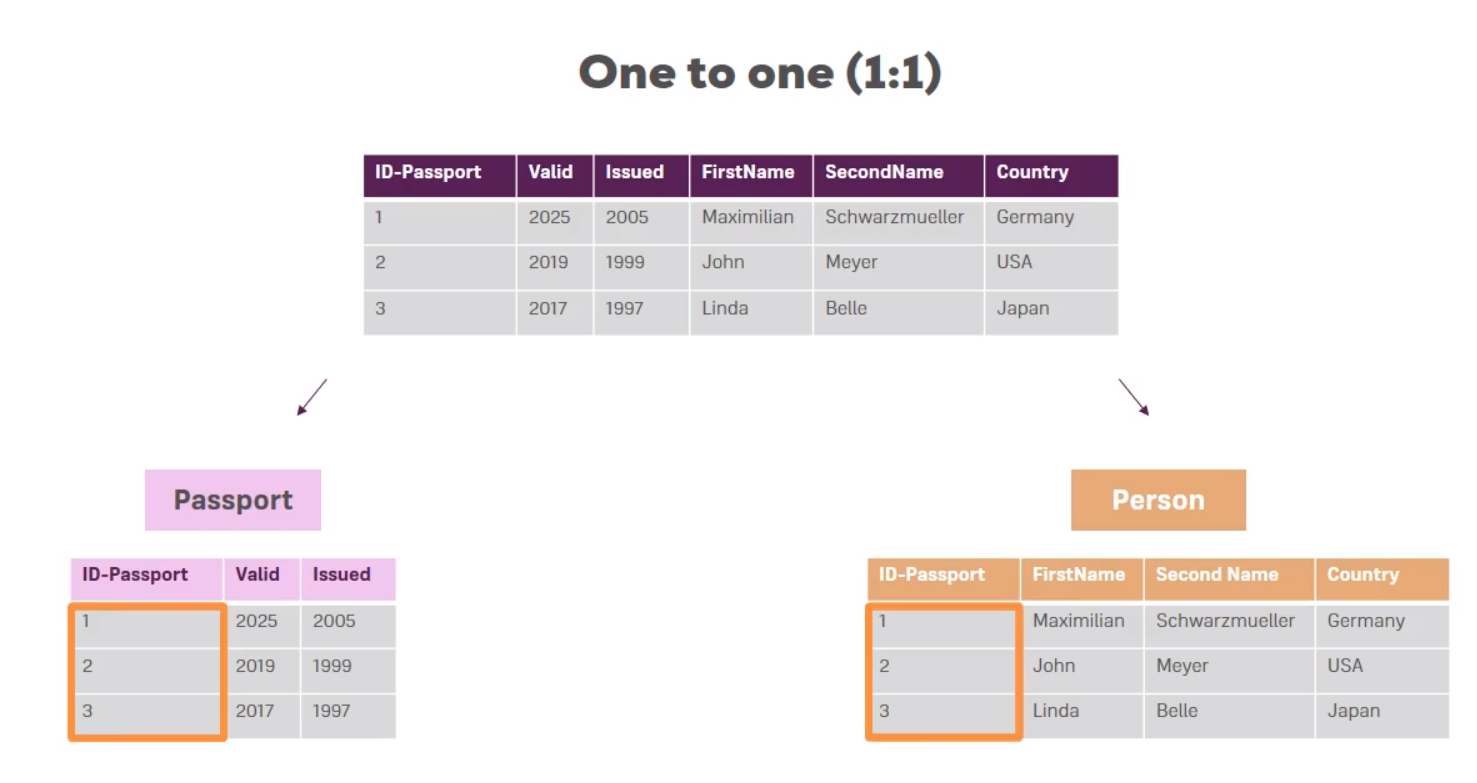 One to one (1:1)
ID-Passport Valid Issued FirstName SecondName Country
1 2025 2005 Maximilian Schwarzmueller Germany
2 2019 1999 John Meyer USA
3 2017 1997 Linda Belle Japan
Passport
ID-Passport Valid Issued
1 2025 2005
2 2019 1999
3 2017 1997
Person
ID-Passport FirstName Second Name Country
1 Maximilian Schwarzmueller Germany
2 John Meyer USA
3 Linda Belle Japan